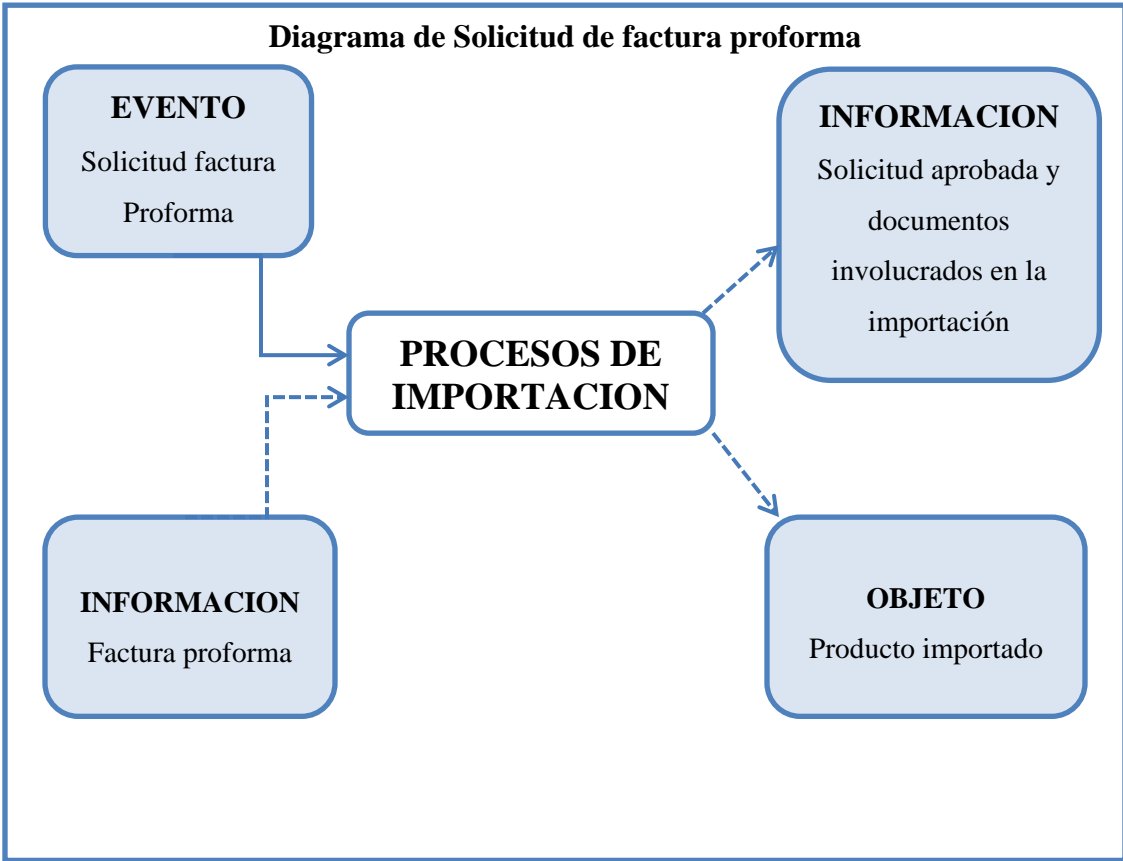 Diagrama de Solicitud de factura proforma
EVENTO
Solicitud factura
Proforma
INFORMACION
Solicitud aprobada y
documentos
involucrados en la
importación
PROCESOS DE
IMPORTACION
INFORMACION
Factura proforma
OBJETO
Producto importado